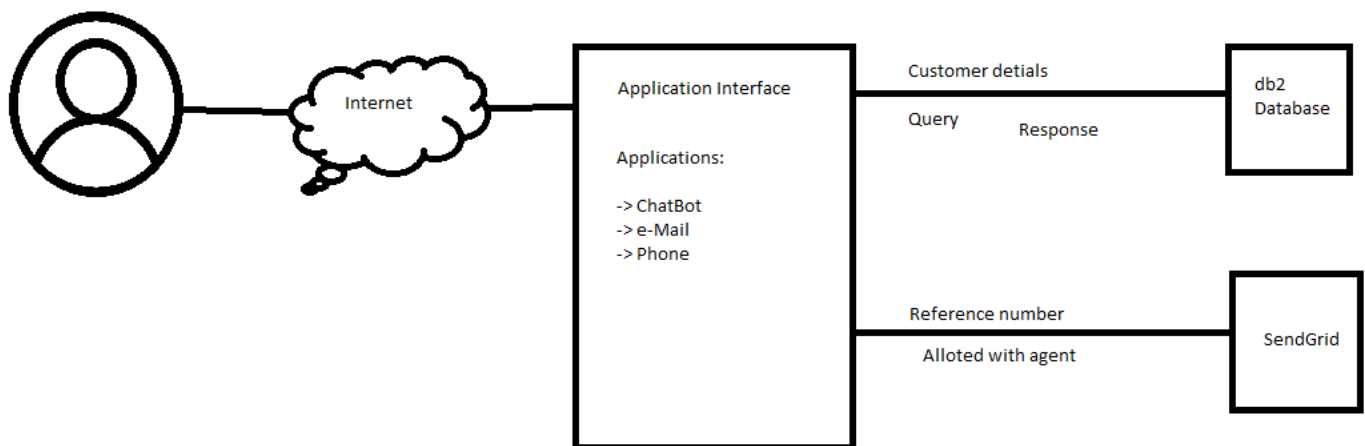 Internet
Application Interface
Applications:
-> ChatBot
-> e-Mail
-> Phone
Customer detials
Query
Response
db2
Database
Reference number
Alloted with agent
SendGrid